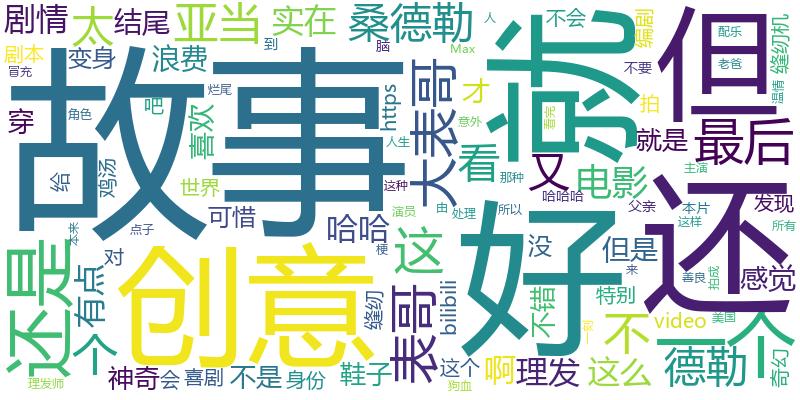 剧情
太
结尾
亚当
实在
桑德勒
不会
编剧
人
但
配乐
老爸
缝纫机
剧本
变身
浪费
到
脑
Max
不要
冒充
烂尾
https
才
意外
看完
拍
温情
穿
故事
角色
吧
喜欢
大表哥
就
就是
最后
给
鸡汤
世界
人生
这种
看
那种
又
电影
主演
还
本来
点子
可惜
演员
由
处理
所以
哈哈哈
父亲
本片
这样
发现
所有
还是
有点
对
创意
哈哈
这
好
没
但是
来
善良
拍成
感觉
个
缝纫
表哥
bilibili
不错
特别
不
video
美国
一个
奇幻
梗
一句
理发师
神奇
会
喜剧
不是
身份
鞋子
这个
狗血
啊
理发
这么
德勒